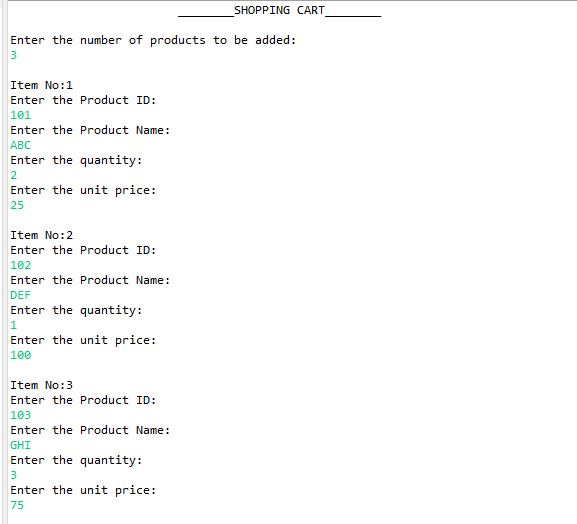 ________SHOPPING CART________
Enter the number of products to be added:
3
Item No:1
Enter the Product ID:
101
Enter the Product Name:
ABC
Enter the quantity:
2
Enter the unit price:
25
Item No:2
Enter the Product ID:
102
Enter the Product Name:
DEF
Enter the quantity:
1
Enter the unit price:
100
Item No:3
Enter the Product ID:
103
Enter the Product Name:
GHI
Enter the quantity:
3
Enter the unit price:
75